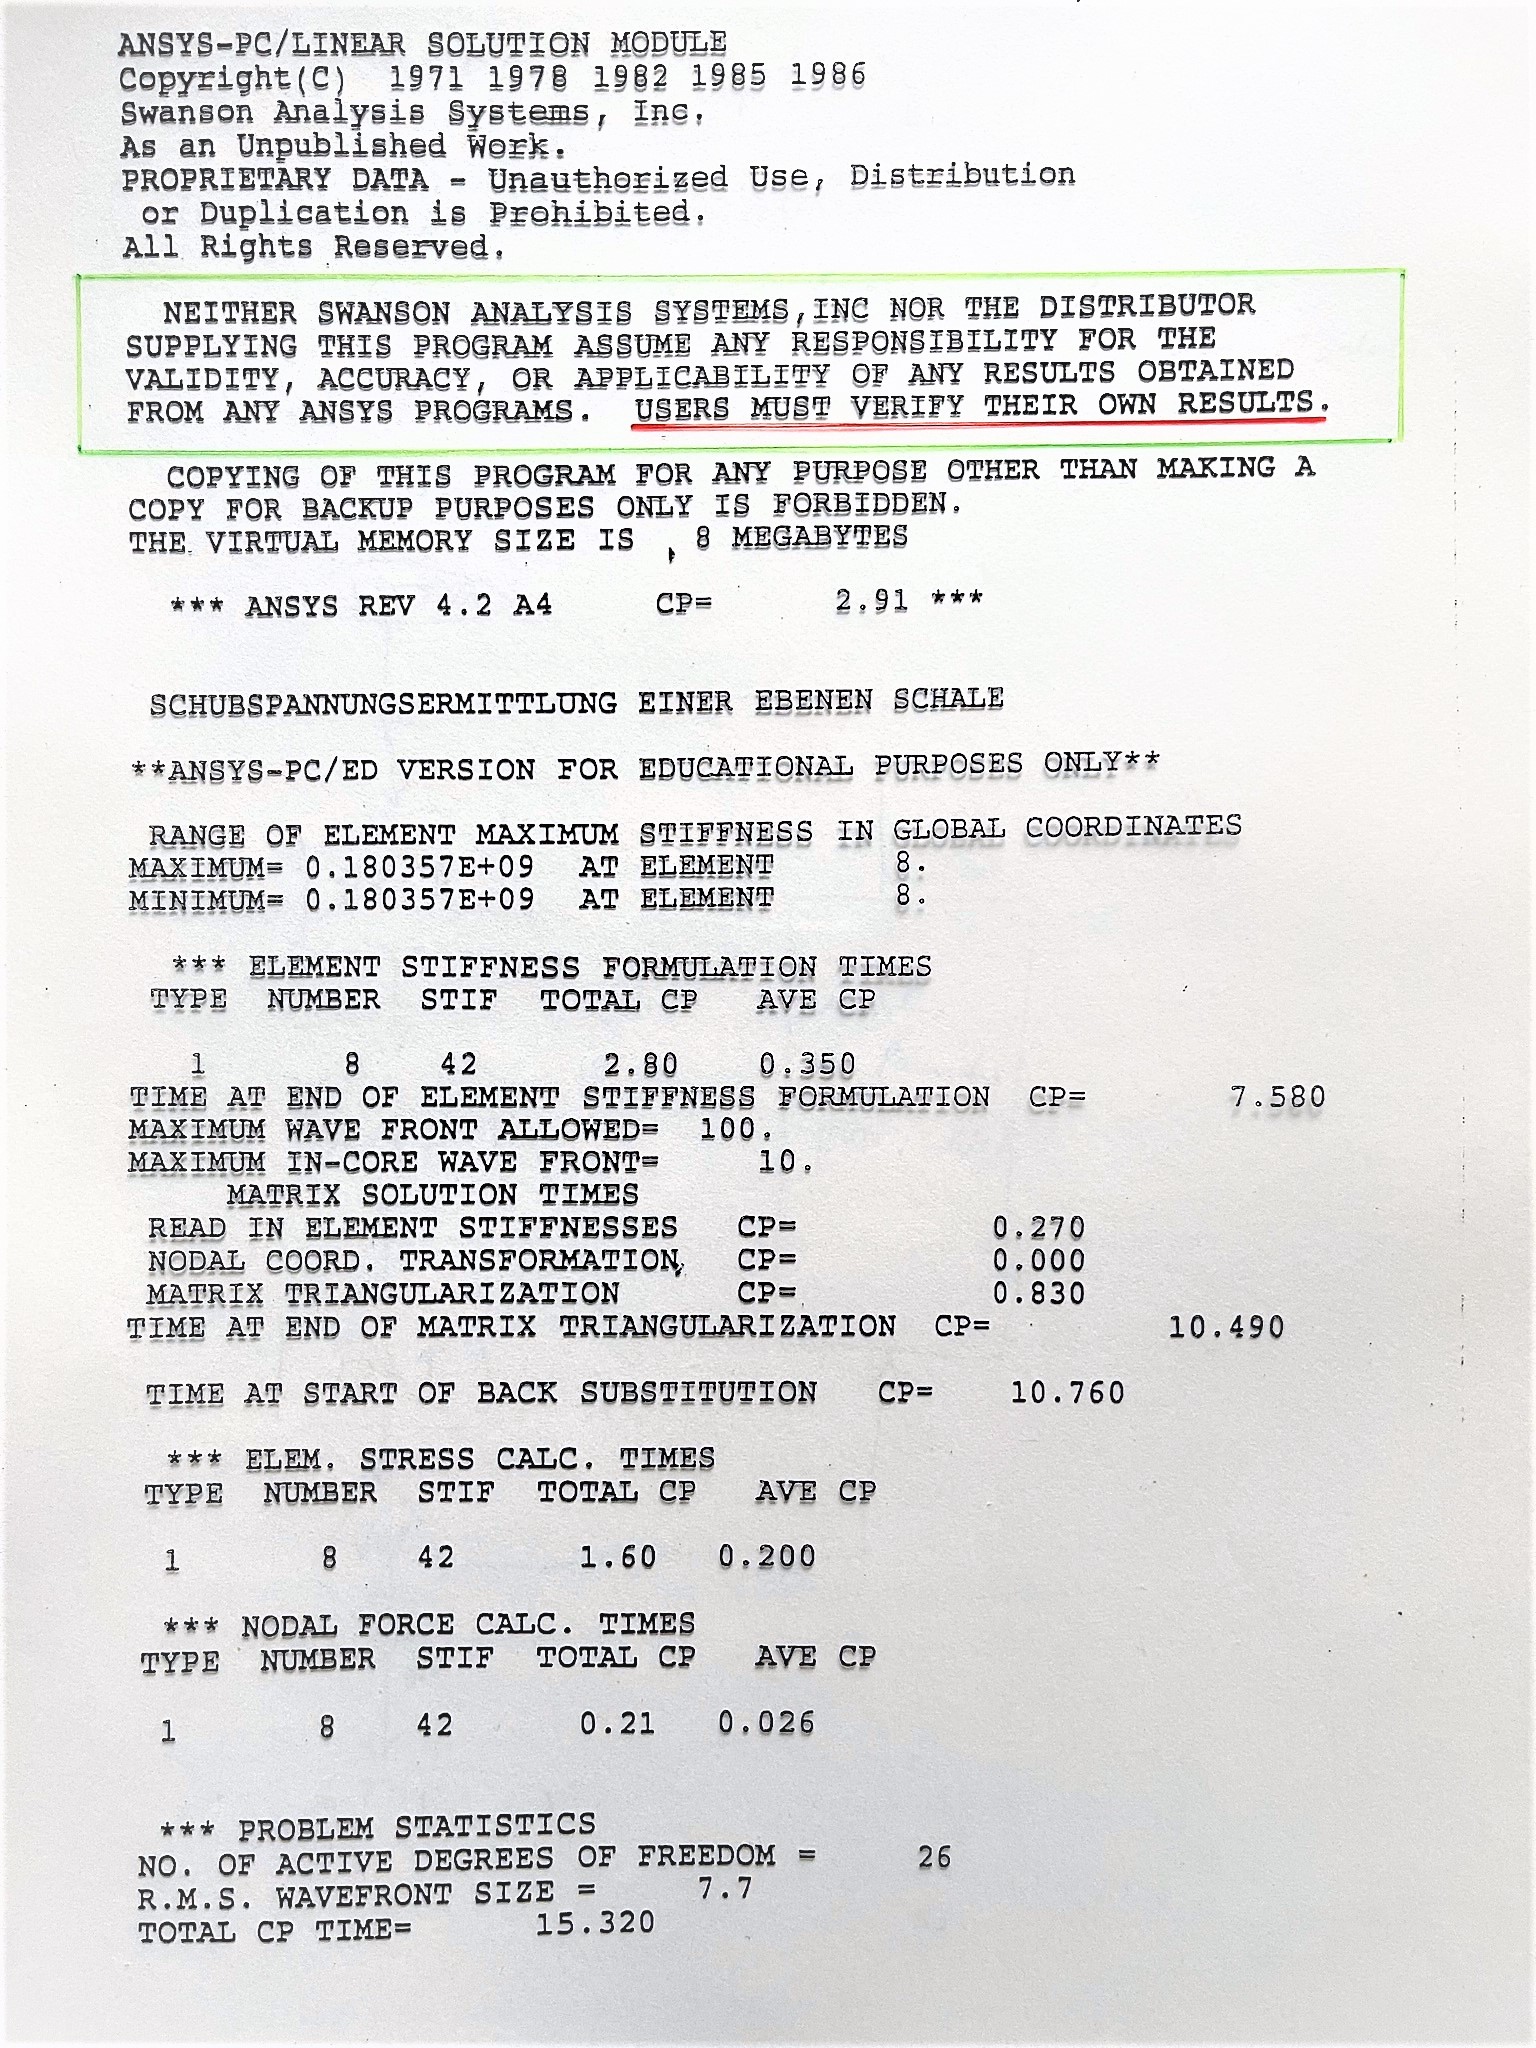 ANSYS-PC/LINEAR SOLUTION MODULE
Copyright(C) 1971 1978 1982 1985 1986
Swanson Analysis Systems, Inc.
As an Unpublished Work.
PROPRIETARY DATA - Unauthorized Use, Distribution
or Duplication is Prohibited.
All Rights Reserved.
NEITHER SWANSON ANALYSIS SYSTEMS,INC NOR THE DISTRIBUTOR
SUPPLYING THIS PROGRAM ASSUME ANY RESPONSIBILITY FOR THE
VALIDITY, ACCURACY, OR APPLICABILITY OF ANY RESULTS OBTAINED
FROM ANY ANSYS PROGRAMS. USERS MUST VERIFY THEIR OWN RESULTS.
COPYING OF THIS PROGRAM FOR ANY PURPOSE OTHER THAN MAKING A
COPY FOR BACKUP PURPOSES ONLY IS FORBIDDEN.
THE VIRTUAL MEMORY SIZE IS 8 MEGABYTES
*** ANSYS REV 4.2 A4 CP= 2.91 ***
SCHUBSPANNUNGSERMITTLUNG EINER EBENEN SCHALE
**ANSYS-PC/ED VERSION FOR EDUCATIONAL PURPOSES ONLY**
RANGE OF ELEMENT MAXIMUM STIFFNESS IN GLOBAL COORDINATES
MAXIMUM= 0.180357E+09 AT ELEMENT 8.
MINIMUM= 0.180357E+09 AT ELEMENT 8.
*** ELEMENT STIFFNESS FORMULATION TIMES
TYPE NUMBER STIF TOTAL CP AVE CP
1 8 42 2.80 0.350
TIME AT END OF ELEMENT STIFFNESS FORMULATION CP= 7.580
MAXIMUM WAVE FRONT ALLOWED= 100.
MAXIMUM IN-CORE WAVE FRONT= 10.
MATRIX SOLUTION TIMES
READ IN ELEMENT STIFFNESSES CP= 0.270
NODAL COORD. TRANSFORMATION CP= 0.000
MATRIX TRIANGULARIZATION CP= 0.830
TIME AT END OF MATRIX TRIANGULARIZATION CP= 10.490
TIME AT START OF BACK SUBSTITUTION CP= 10.760
*** ELEM. STRESS CALC. TIMES
TYPE NUMBER STIF TOTAL CP AVE CP
1 8 42 1.60 0.200
*** NODAL FORCE CALC. TIMES
TYPE NUMBER STIF TOTAL CP AVE CP
1 8 42 0.21 0.026
*** PROBLEM STATISTICS
NO. OF ACTIVE DEGREES OF FREEDOM = 26
R.M.S. WAVEFRONT SIZE = 7.7
TOTAL CP TIME= 15.320